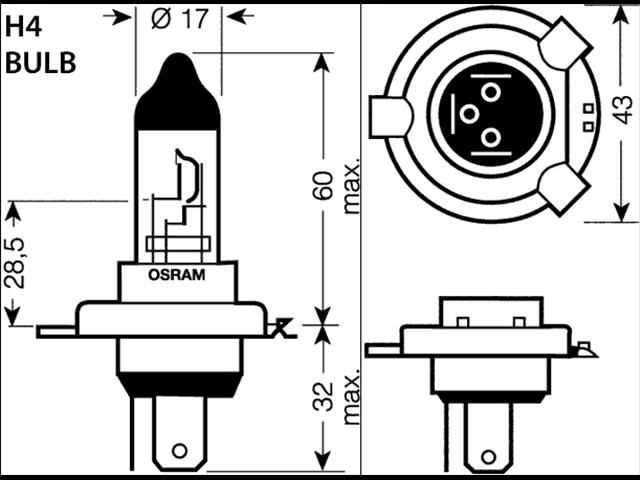 H4
BULB
Ø 17
60
max.
28,5
OSRAM
32
max.
43